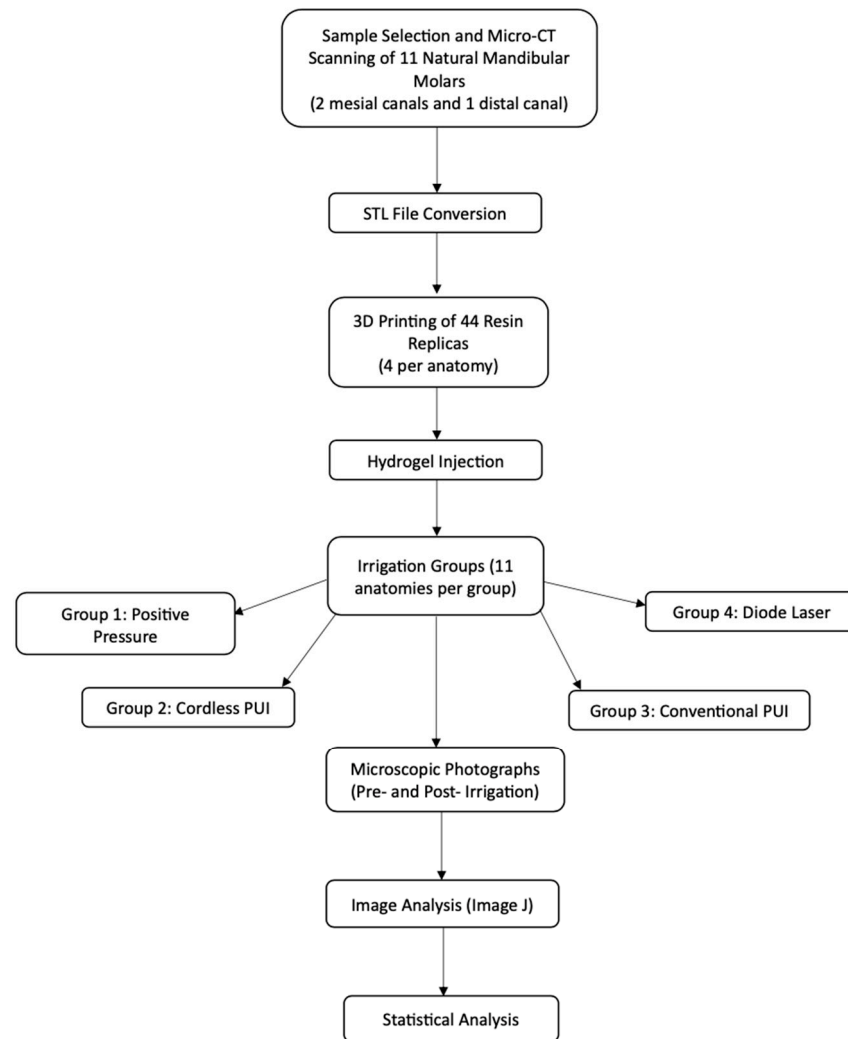 Sample Selection and Micro-CT
Scanning of 11 Natural Mandibular
Molars
(2 mesial canals and 1 distal canal)
STL File Conversion
3D Printing of 44 Resin
Replicas
(4 per anatomy)
Hydrogel Injection
Irrigation Groups (11
anatomies per group)
Group 1: Positive
Pressure
Group 4: Diode Laser
Group 2: Cordless PUI
Group 3: Conventional PUI
Microscopic Photographs
(Pre- and Post- Irrigation)
Image Analysis (Image J)
Statistical Analysis